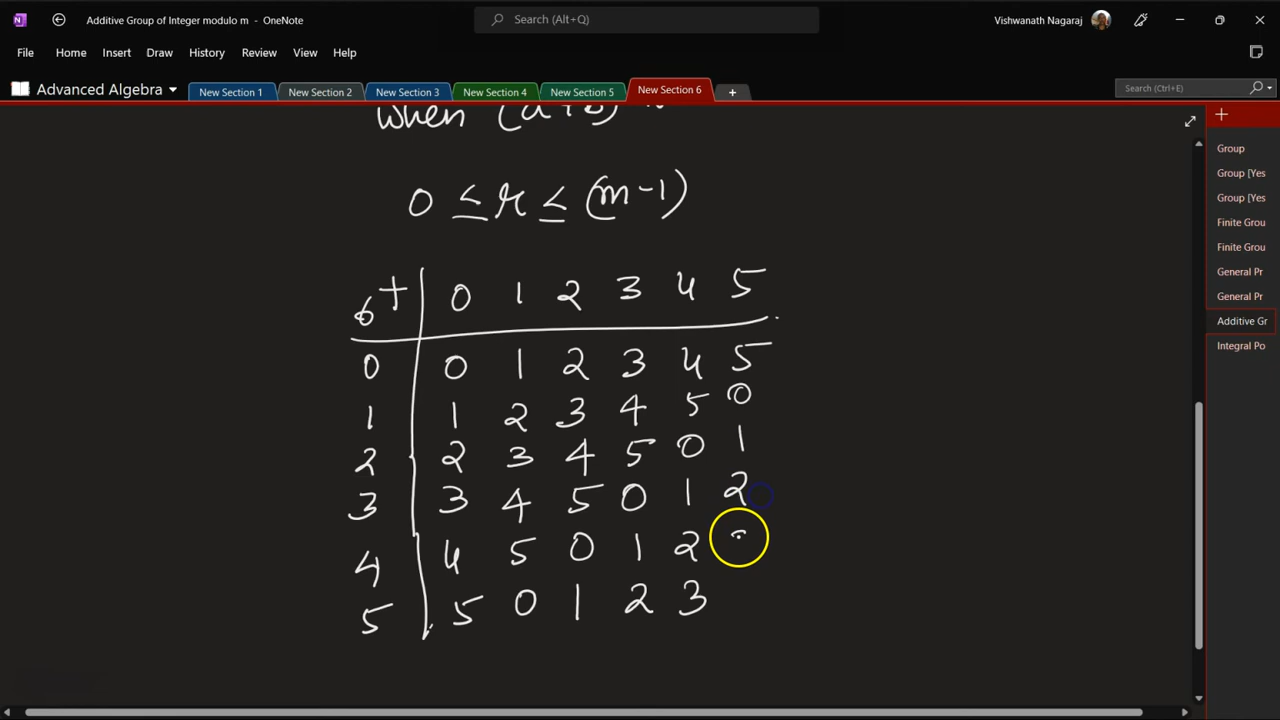 Additive Group of Integer modulo m - OneNote
Search (Alt+Q)
Vishwanath Nagaraj
File Home Insert Draw History Review View Help
Advanced Algebra
New Section 1 New Section 2 New Section 3 New Section 4 New Section 5 New Section 6 +
Search (Ctrl+E)
Group
Group [Yes
Group [Yes
Finite Grou
Finite Grou
General Pr
General Pr
Additive Gr
Integral Po
when (a+b)
0 ≤ r ≤ (m-1)
6+ 0 1 2 3 4 5
0 0 1 2 3 4 5
1 1 2 3 4 5 0
2 2 3 4 5 0 1
3 3 4 5 0 1 2
4 4 5 0 1 2
5 5 0 1 2 3